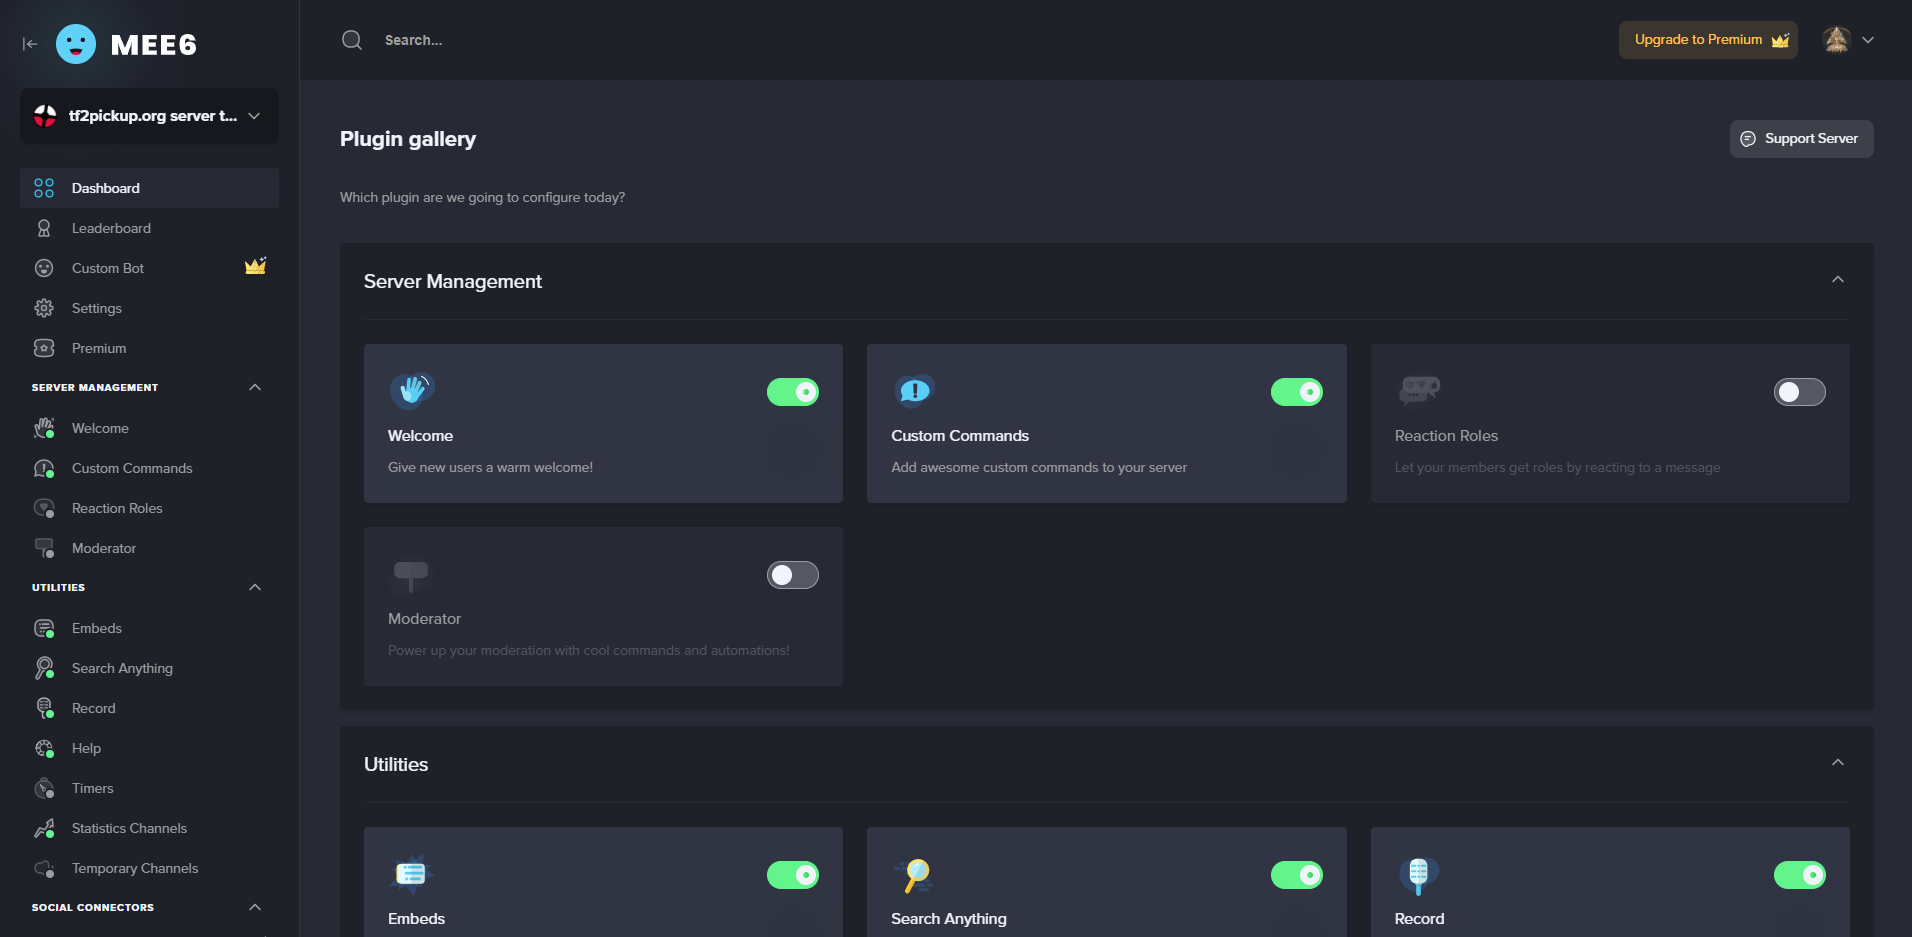 MEE6
Search...
Upgrade to Premium
tf2pickup.org server t...
Dashboard
Leaderboard
Custom Bot
Settings
Premium
SERVER MANAGEMENT
Welcome
Custom Commands
Reaction Roles
Moderator
UTILITIES
Embeds
Search Anything
Record
Help
Timers
Statistics Channels
Temporary Channels
SOCIAL CONNECTORS
Plugin gallery
Support Server
Which plugin are we going to configure today?
Server Management
Welcome
Give new users a warm welcome!
Custom Commands
Add awesome custom commands to your server
Reaction Roles
Let your members get roles by reacting to a message
Moderator
Power up your moderation with cool commands and automations!
Utilities
Embeds
Search Anything
Record